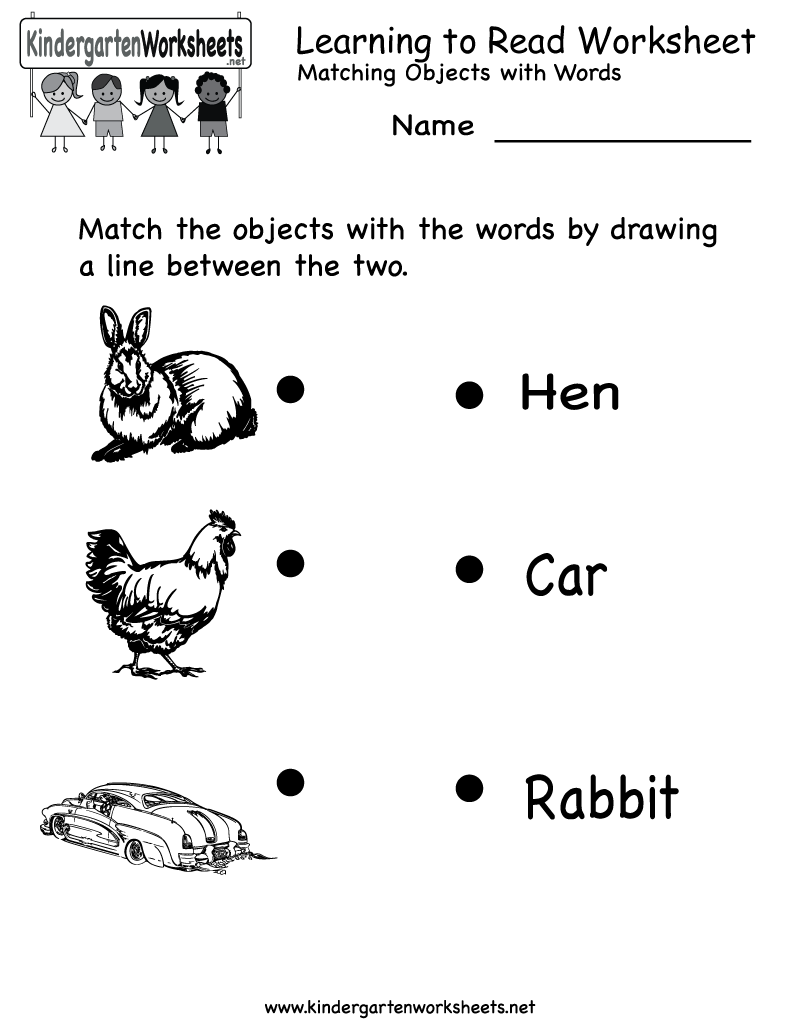 KindergartenWorksheets
.net
Learning to Read Worksheet
Matching Objects with Words
Name
Match the objects with the words by drawing
a line between the two.
Hen
Car
Rabbit
www.kindergartenworksheets.net